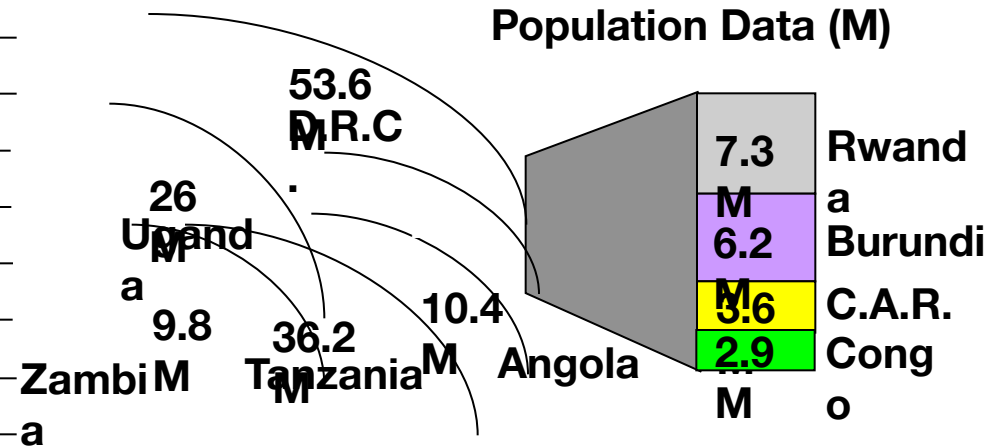 Population Data (M)
53.6
M
D.R.C
.
26
M
Ugand
a
9.8
M
36.2
M
10.4
M
Zambi
a
Tanzania
Angola
7.3
M
Rwand
a
6.2
M
Burundi
3.6
M
C.A.R.
2.9
M
Cong
o